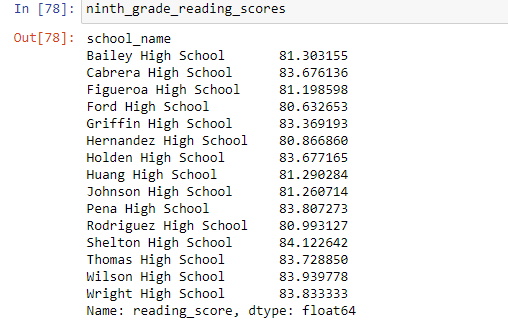 In [78]: ninth_grade_reading_scores
Out[78]: school_name
Bailey High School 81.303155
Cabrera High School 83.676136
Figueroa High School 81.198598
Ford High School 80.632653
Griffin High School 83.369193
Hernandez High School 80.866860
Holden High School 83.677165
Huang High School 81.290284
Johnson High School 81.260714
Pena High School 83.807273
Rodriguez High School 80.993127
Shelton High School 84.122642
Thomas High School 83.728850
Wilson High School 83.939778
Wright High School 83.833333
Name: reading_score, dtype: float64